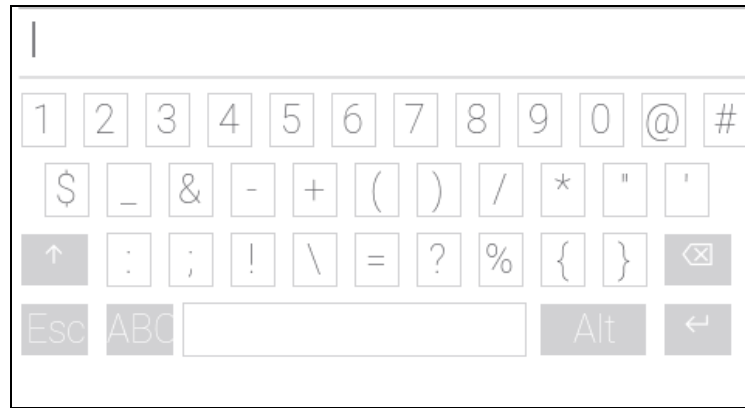 1 2 3 4 5 6 7 8 9 0 @ #
$ _ & - + ( ) / * " '
↑ : ; ! \ = ? % { } ⌫
Esc ABC Alt ↵